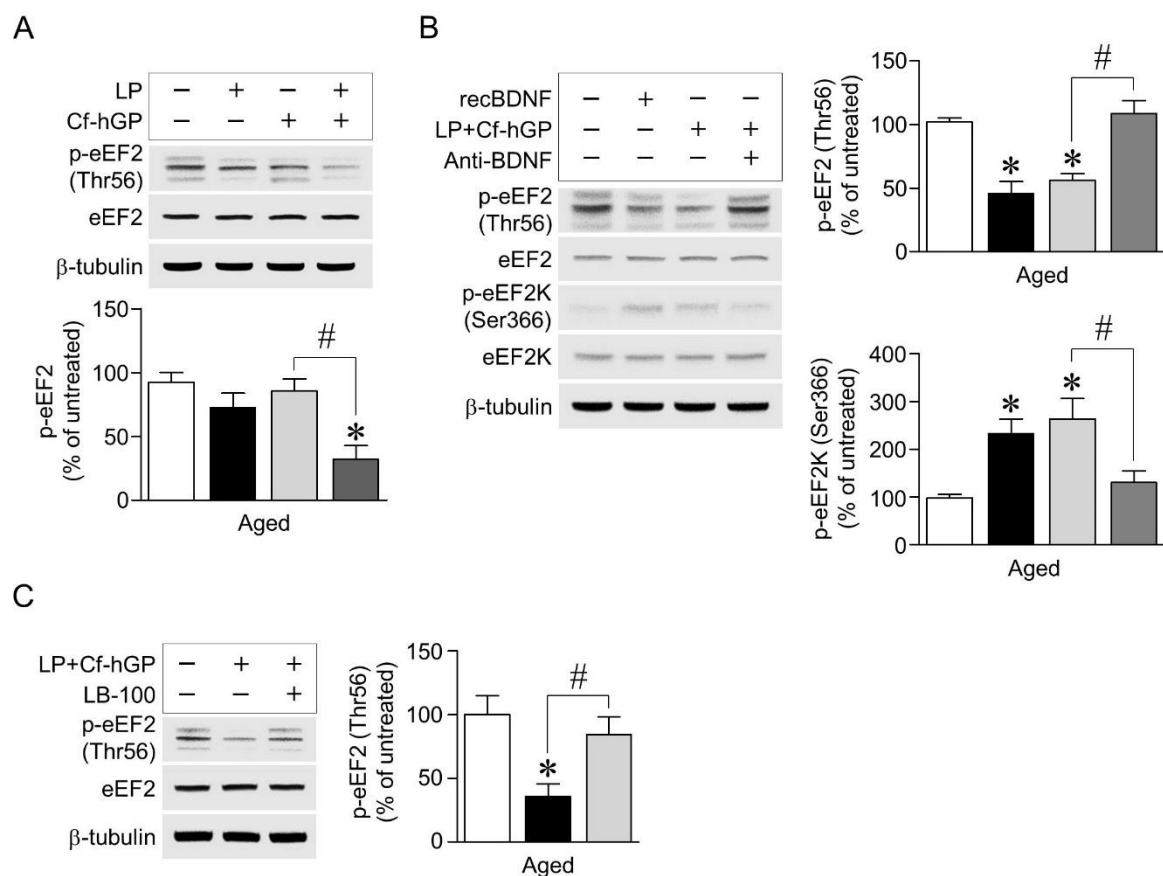 A
LP − + − +
Cf-hGP − − + +
p-eEF2
(Thr56)
eEF2
β-tubulin
p-eEF2
(% of untreated)
150
100
50
0
#
*
Aged
B
recBDNF − + − −
LP+Cf-hGP − − + +
Anti-BDNF − − − +
p-eEF2
(Thr56)
eEF2
p-eEF2K
(Ser366)
eEF2K
β-tubulin
p-eEF2 (Thr56)
(% of untreated)
150
100
50
0
#
* *
Aged
p-eEF2K (Ser366)
(% of untreated)
400
300
200
100
0
#
* *
Aged
C
LP+Cf-hGP − + +
LB-100 − − +
p-eEF2
(Thr56)
eEF2
β-tubulin
p-eEF2 (Thr56)
(% of untreated)
150
100
50
0
#
*
Aged